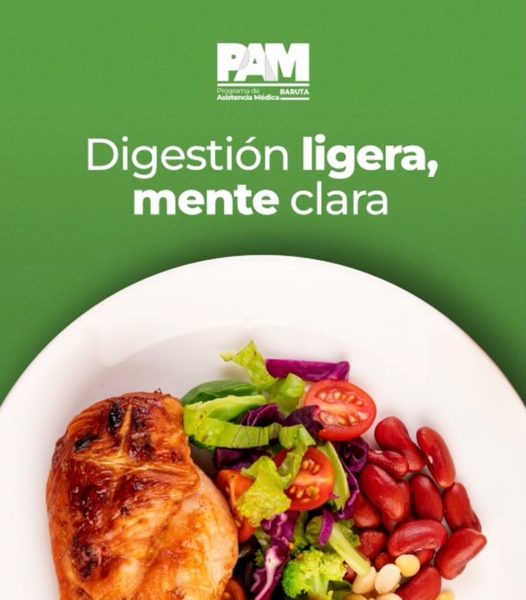 PAM
Programa de
Asistencia Médica
BARUTA
Digestión ligera,
mente clara